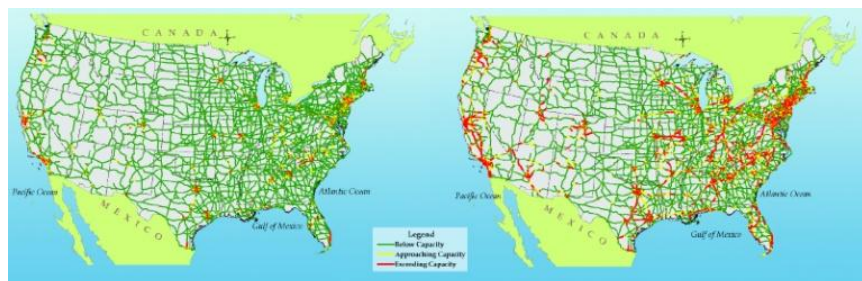 CANADA
Pacific Ocean
Atlantic Ocean
MEXICO
Gulf of Mexico
Legend
Below Capacity
Approaching Capacity
Exceeding Capacity
CANADA
Pacific Ocean
Atlantic Ocean
MEXICO
Gulf of Mexico